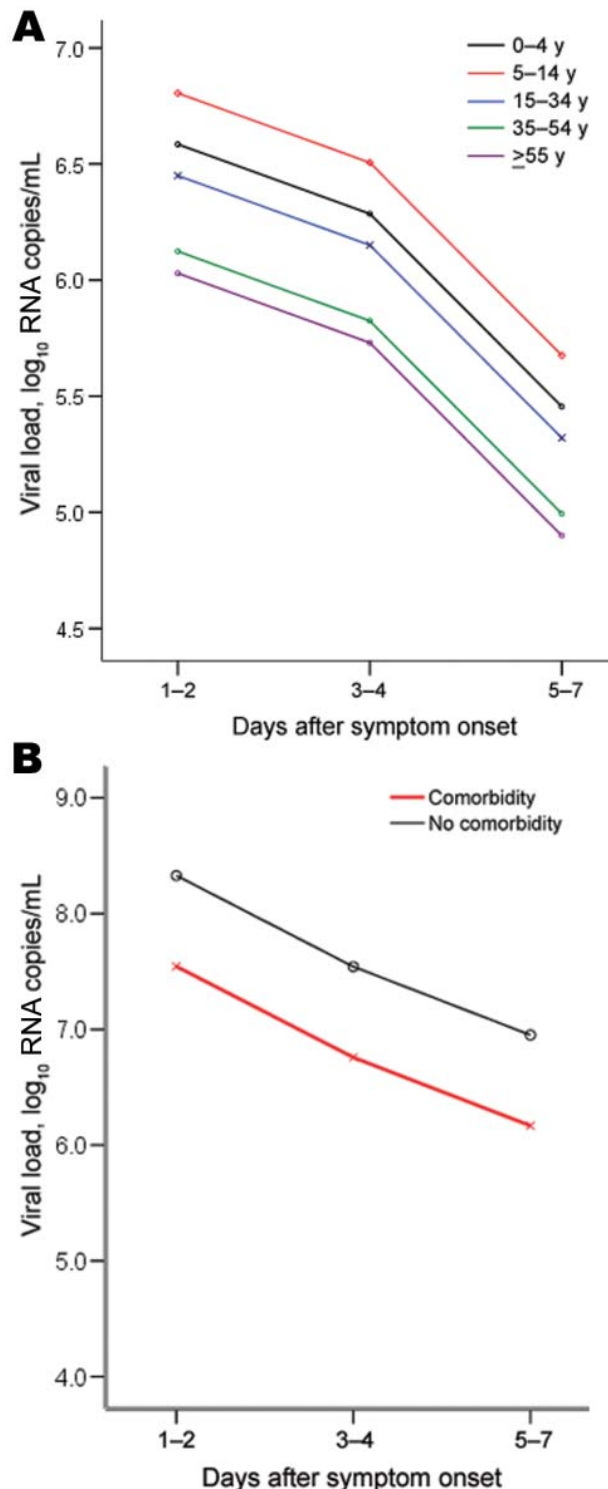 A
7.0
6.5
6.0
5.5
5.0
4.5
Viral load, log10 RNA copies/mL
0–4 y
5–14 y
15–34 y
35–54 y
≥55 y
1–2 3–4 5–7
Days after symptom onset
B
9.0
8.0
7.0
6.0
5.0
4.0
Viral load, log10 RNA copies/mL
Comorbidity
No comorbidity
1–2 3–4 5–7
Days after symptom onset